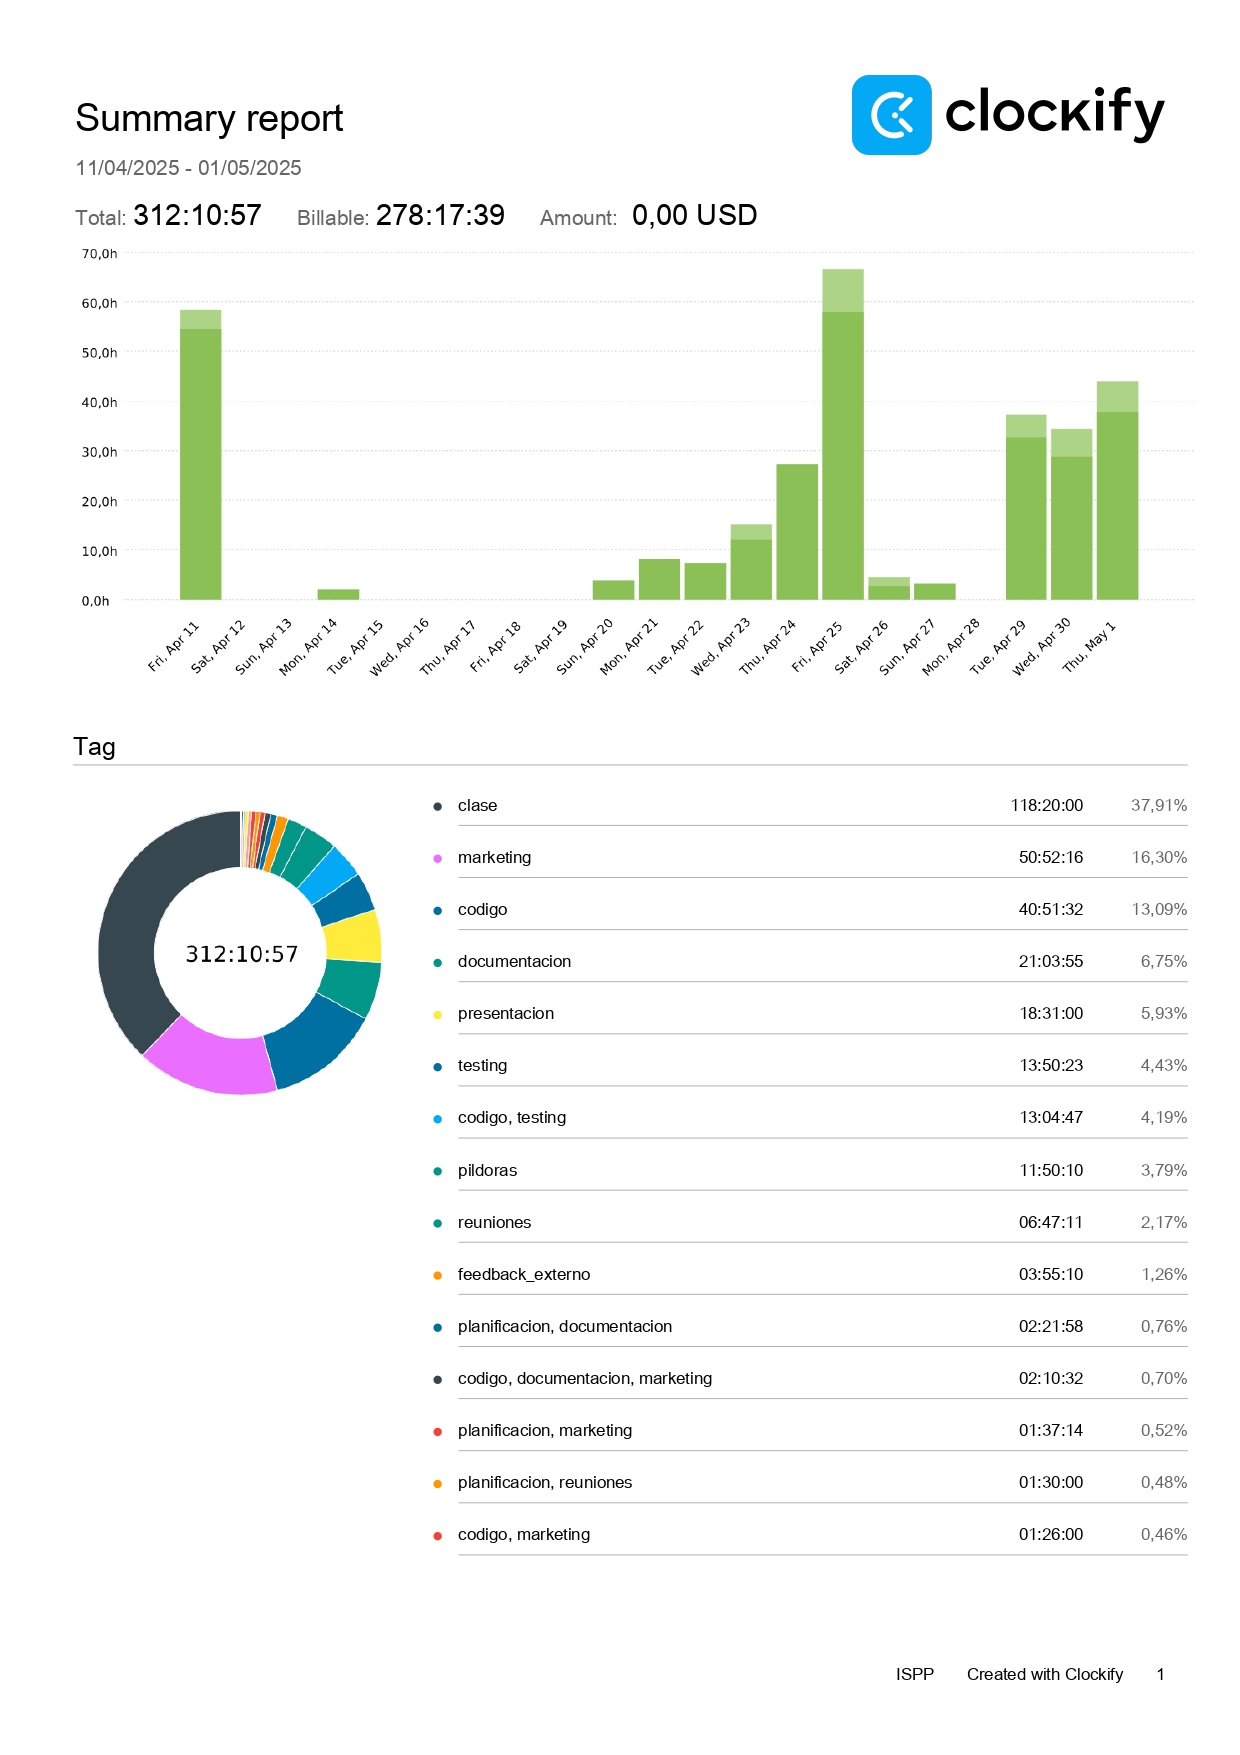 Summary report
clockify
11/04/2025 - 01/05/2025
Total: 312:10:57 Billable: 278:17:39 Amount: 0,00 USD
70,0h
60,0h
50,0h
40,0h
30,0h
20,0h
10,0h
0,0h
Fri, Apr 11
Sat, Apr 12
Sun, Apr 13
Mon, Apr 14
Tue, Apr 15
Wed, Apr 16
Thu, Apr 17
Fri, Apr 18
Sat, Apr 19
Sun, Apr 20
Mon, Apr 21
Tue, Apr 22
Wed, Apr 23
Thu, Apr 24
Fri, Apr 25
Sat, Apr 26
Sun, Apr 27
Mon, Apr 28
Tue, Apr 29
Wed, Apr 30
Thu, May 1
Tag
312:10:57
clase 118:20:00 37,91%
marketing 50:52:16 16,30%
codigo 40:51:32 13,09%
documentacion 21:03:55 6,75%
presentacion 18:31:00 5,93%
testing 13:50:23 4,43%
codigo, testing 13:04:47 4,19%
pildoras 11:50:10 3,79%
reuniones 06:47:11 2,17%
feedback_externo 03:55:10 1,26%
planificacion, documentacion 02:21:58 0,76%
codigo, documentacion, marketing 02:10:32 0,70%
planificacion, marketing 01:37:14 0,52%
planificacion, reuniones 01:30:00 0,48%
codigo, marketing 01:26:00 0,46%
ISPP Created with Clockify 1